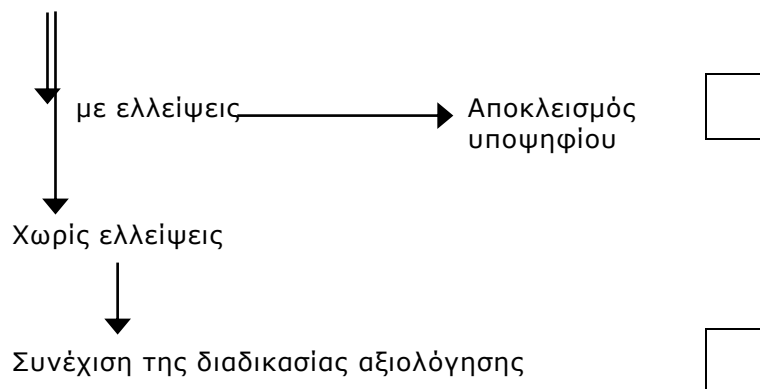 με ελλείψεις
Αποκλεισμός
υποψηφίου
Χωρίς ελλείψεις
Συνέχιση της διαδικασίας αξιολόγησης